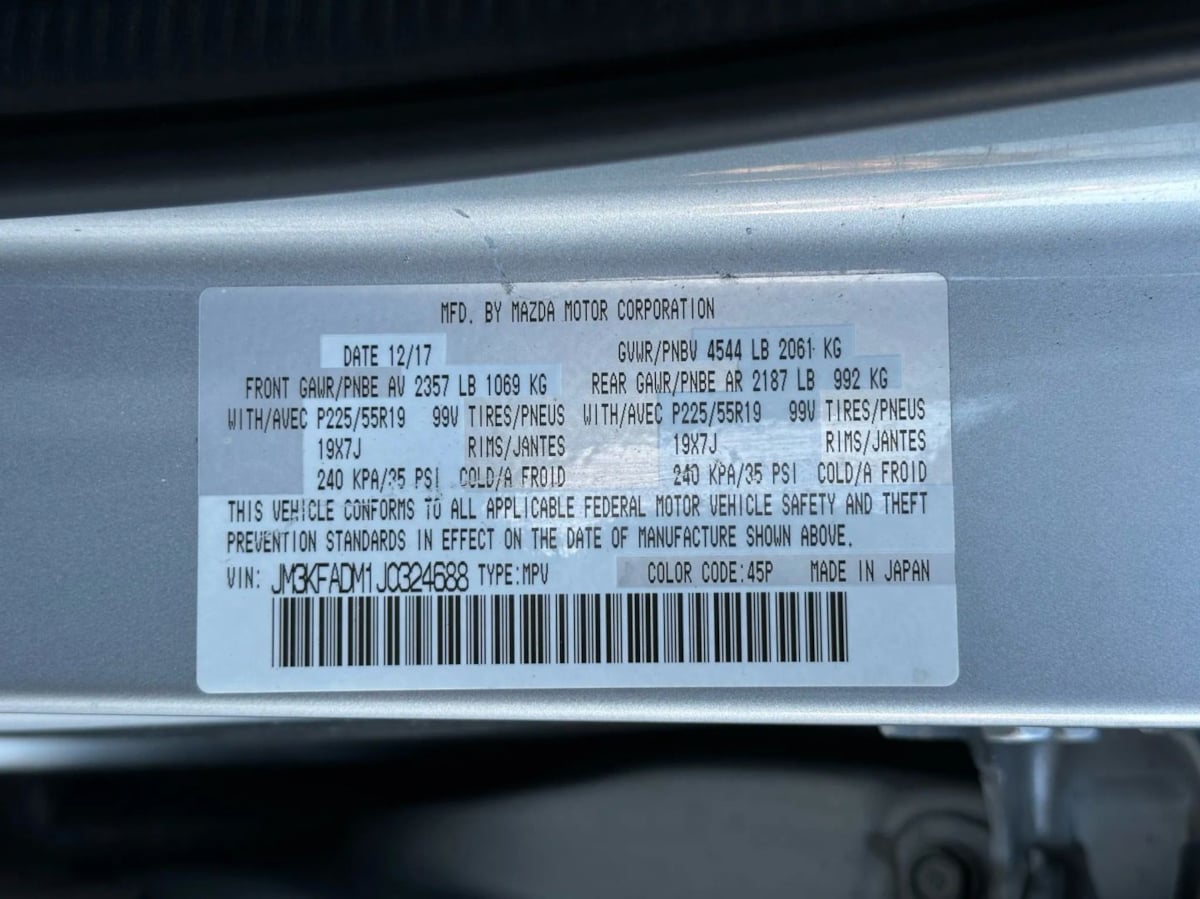 MFD. BY MAZDA MOTOR CORPORATION
DATE 12/17 GVWR/PNBV 4544 LB 2061 KG
FRONT GAWR/PNBE AV 2357 LB 1069 KG REAR GAWR/PNBE AR 2187 LB 992 KG
WITH/AVEC P225/55R19 99V TIRES/PNEUS WITH/AVEC P225/55R19 99V TIRES/PNEUS
19X7J RIMS/JANTES 19X7J RIMS/JANTES
240 KPA/35 PSI COLD/A FROID 240 KPA/35 PSI COLD/A FROID
THIS VEHICLE CONFORMS TO ALL APPLICABLE FEDERAL MOTOR VEHICLE SAFETY AND THEFT
PREVENTION STANDARDS IN EFFECT ON THE DATE OF MANUFACTURE SHOWN ABOVE.
VIN: JM3KFADM1J0324688 TYPE:MPV COLOR CODE:45P MADE IN JAPAN